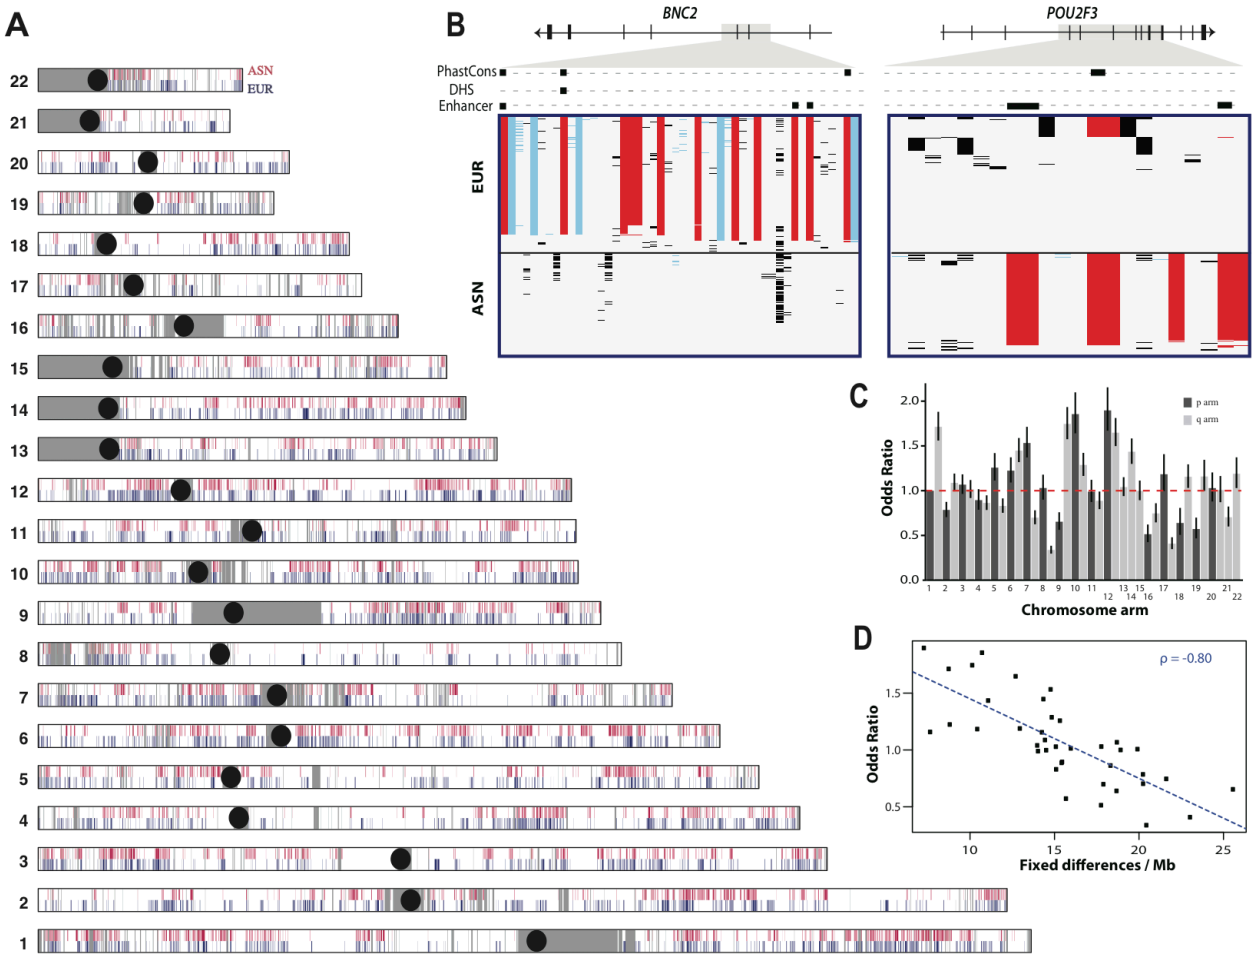 A
22
ASN
EUR
21
20
19
18
17
16
15
14
13
12
11
10
9
8
7
6
5
4
3
2
1
B
BNC2
POU2F3
PhastCons
DHS
Enhancer
EUR
ASN
C
Odds Ratio
2.0
1.5
1.0
0.5
0.0
p arm
q arm
1 2 3 4 5 6 7 8 9 10 11 12 13 14 15 16 17 18 19 20 21 22
Chromosome arm
D
Odds Ratio
1.5
1.0
0.5
ρ = -0.80
10 15 20 25
Fixed differences / Mb